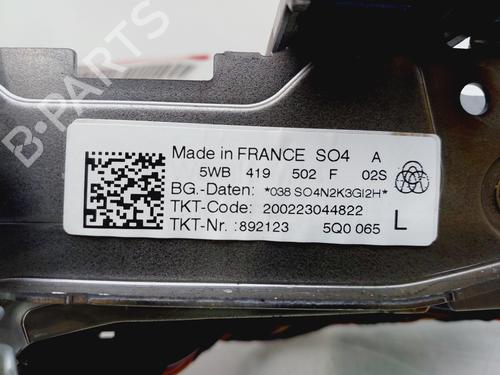 B-PARTS
Made in FRANCE SO4 A
5WB 419 502 F 02S
BG.-Daten: *038 SO4N2K3GI2H*
TKT-Code: 200223044822
TKT-Nr. :892123 5Q0 065 L